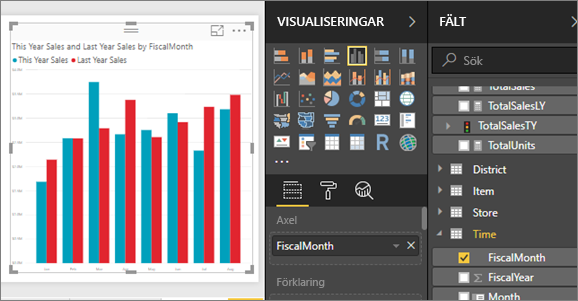 This Year Sales and Last Year Sales by FiscalMonth
This Year Sales Last Year Sales
VISUALISERINGAR
123
R
Axel
FiscalMonth
Förklaring
FÄLT
Sök
TotalSales
TotalSalesLY
TotalSalesTY
TotalUnits
District
Item
Store
Time
FiscalMonth
FiscalYear
Month